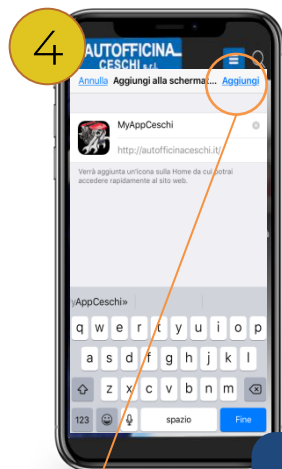 4
AUTOFFICINA
CESCHI s.r.l.
Annulla Aggiungi alla scherma... Aggiungi
MyAppCeschi
http://autofficinaceschi.it/
Verrà aggiunta un'icona sulla Home da cui potrai
accedere rapidamente al sito web.
yAppCeschi»
q w e r t y u i o p
a s d f g h j k l
z x c v b n m
123 spazio Fine